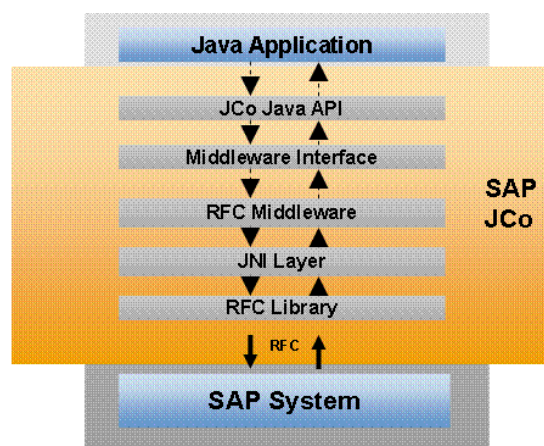 Java Application
JCo Java API
Middleware Interface
SAP
JCo
RFC Middleware
JNI Layer
RFC Library
RFC
SAP System